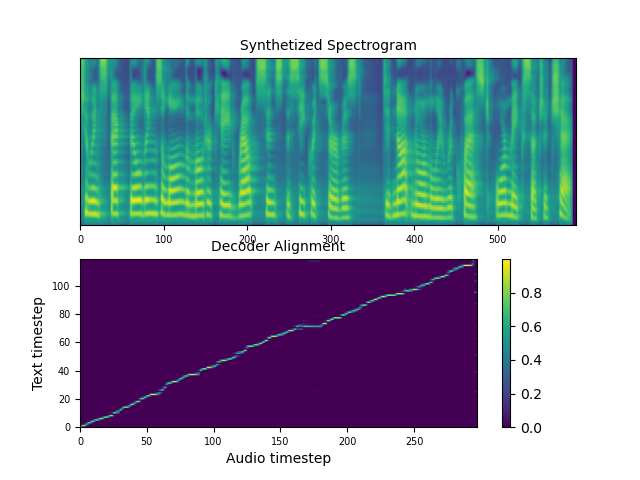 Synthetized Spectrogram
0 100 200 300 400 500
Decoder Alignment
Text timestep
100
80
60
40
20
0
0 50 100 150 200 250
Audio timestep
0.8
0.6
0.4
0.2
0.0